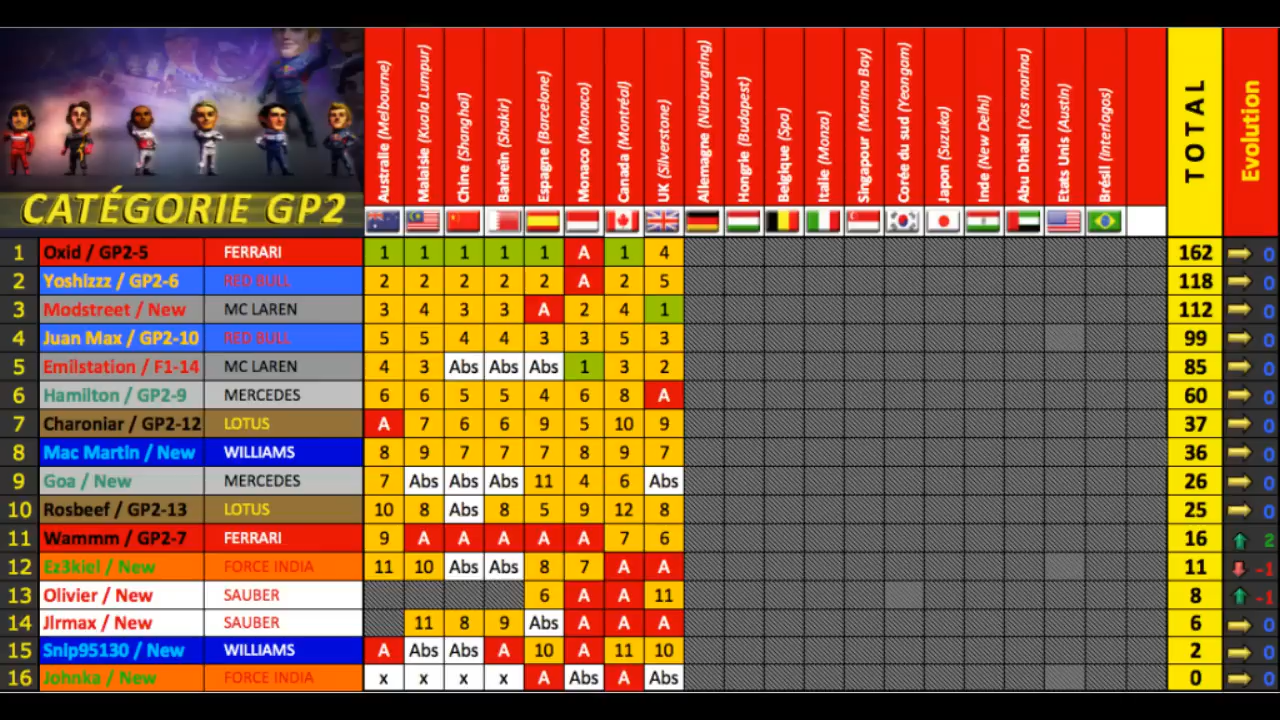 CATÉGORIE GP2
Australie (Melbourne)
Malaisie (Kuala Lumpur)
Chine (Shanghaï)
Bahreïn (Shakir)
Espagne (Barcelone)
Monaco (Monaco)
Canada (Montréal)
UK (Silverstone)
Allemagne (Nürburgring)
Hongrie (Budapest)
Belgique (Spa)
Italie (Monza)
Singapour (Marina Bay)
Corée du sud (Yeongam)
Japon (Suzuka)
Inde (New Delhi)
Abu Dhabi (Yas marina)
Etats Unis (Austin)
Brésil (Interlagos)
TOTAL
Evolution
1 Oxid / GP2-5 FERRARI 1 1 1 1 1 A 1 4 162 0
2 Yoshizzz / GP2-6 RED BULL 2 2 2 2 2 A 2 5 118 0
3 Modstreet / New MC LAREN 3 4 3 3 A 2 4 1 112 0
4 Juan Max / GP2-10 RED BULL 5 5 4 4 3 3 5 3 99 0
5 Emilstation / F1-14 MC LAREN 4 3 Abs Abs Abs 1 3 2 85 0
6 Hamilton / GP2-9 MERCEDES 6 6 5 5 4 6 8 A 60 0
7 Charoniar / GP2-12 LOTUS A 7 6 6 9 5 10 9 37 0
8 Mac Martin / New WILLIAMS 8 9 7 7 7 8 9 7 36 0
9 Goa / New MERCEDES 7 Abs Abs Abs 11 4 6 Abs 26 0
10 Rosbeef / GP2-13 LOTUS 10 8 Abs 8 5 9 12 8 25 0
11 Wammm / GP2-7 FERRARI 9 A A A A A 7 6 16 2
12 Ez3kiel / New FORCE INDIA 11 10 Abs Abs 8 7 A A 11 -1
13 Olivier / New SAUBER 6 A A 11 8 -1
14 Jlrmax / New SAUBER 11 8 9 Abs A A A 6 0
15 Snip95130 / New WILLIAMS A Abs Abs A 10 A 11 10 2 0
16 Johnka / New FORCE INDIA x x x x A Abs A Abs 0 0